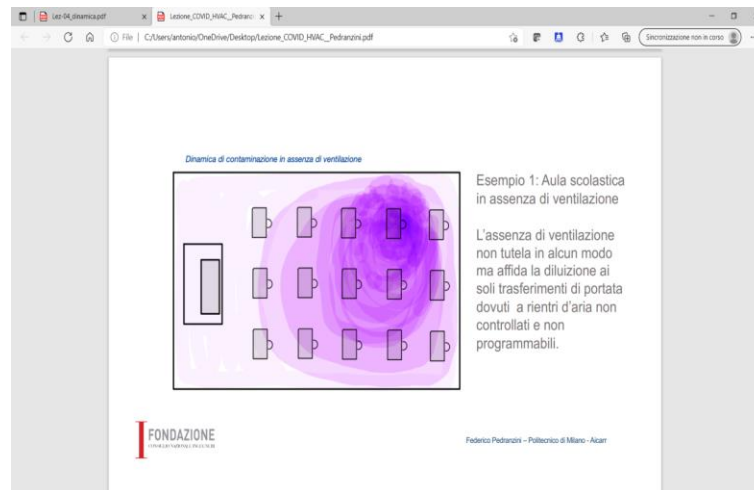 Lez-04_dinamica.pdf
Lezione_COVID_HVAC__Pedranzi
File
C:/Users/antonio/OneDrive/Desktop/Lezione_COVID_HVAC__Pedranzini.pdf
Sincronizzazione non in corso
Dinamica di contaminazione in assenza di ventilazione
Esempio 1: Aula scolastica
in assenza di ventilazione
L'assenza di ventilazione
non tutela in alcun modo
ma affida la diluizione ai
soli trasferimenti di portata
dovuti a rientri d'aria non
controllati e non
programmabili.
FONDAZIONE
Federico Pedranzini – Politecnico di Milano - Aicarr